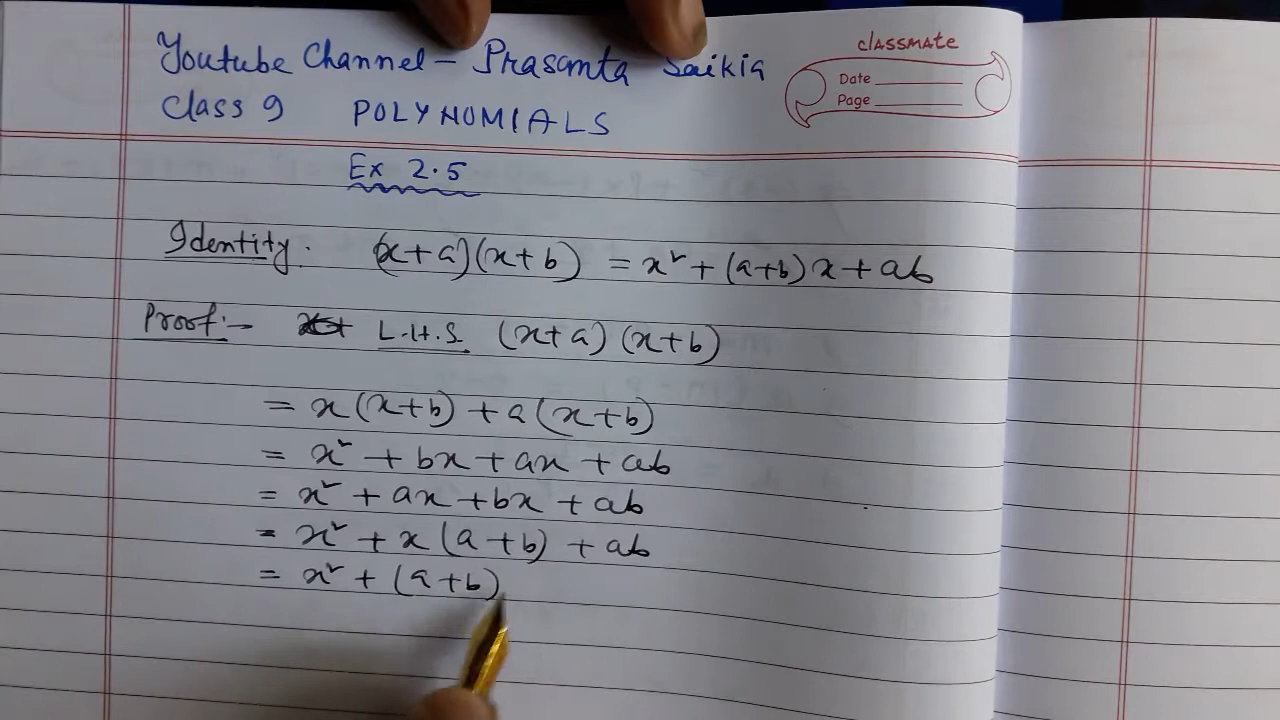 Youtube Channel - Prasamta Saikia
classmate
Date
Page
Class 9 POLYNOMIALS
Ex 2.5
Identity. (x+a)(x+b) = x² + (a+b)x + ab
Proof:- L.H.S. (x+a)(x+b)
= x(x+b) + a(x+b)
= x² + bx + ax + ab
= x² + ax + bx + ab
= x² + x(a+b) + ab
= x² + (a+b)